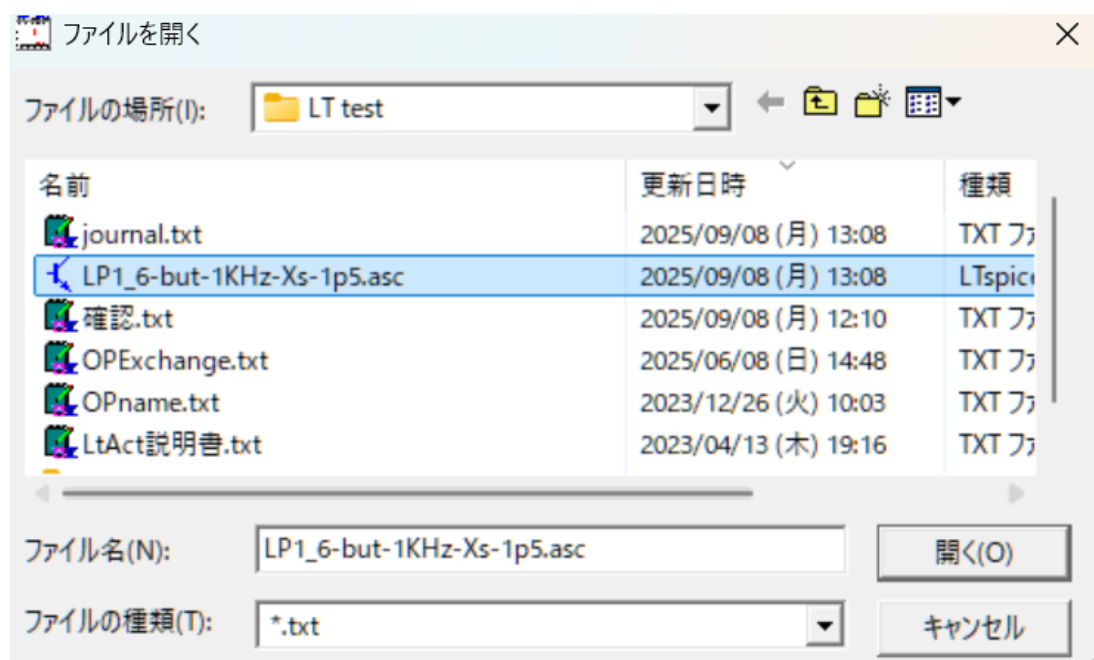 ファイルを開く
ファイルの場所(I): LT test
名前 更新日時 種類
journal.txt 2025/09/08 (月) 13:08 TXT ファ
LP1_6-but-1KHz-Xs-1p5.asc 2025/09/08 (月) 13:08 LTspice
確認.txt 2025/09/08 (月) 12:10 TXT ファ
OPExchange.txt 2025/06/08 (日) 14:48 TXT ファ
OPname.txt 2023/12/26 (火) 10:03 TXT ファ
LtAct説明書.txt 2023/04/13 (木) 19:16 TXT ファ
ファイル名(N): LP1_6-but-1KHz-Xs-1p5.asc 開く(O)
ファイルの種類(T): *.txt キャンセル